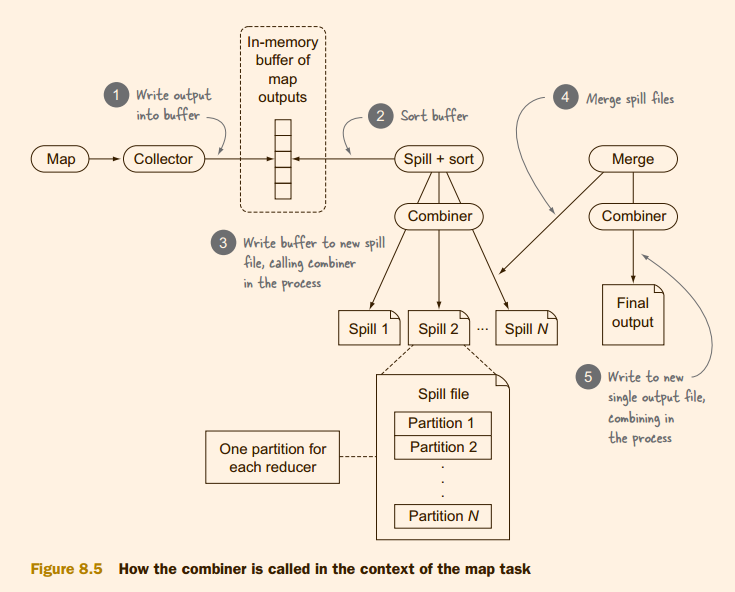 In-memory
buffer of
map
outputs
1 Write output
into buffer
2 Sort buffer
4 Merge spill files
Map
Collector
Spill + sort
Merge
Combiner
Combiner
3 Write buffer to new spill
file, calling combiner
in the process
Spill 1
Spill 2
...
Spill N
Final
output
5 Write to new
single output file,
combining in
the process
Spill file
Partition 1
Partition 2
.
.
.
Partition N
One partition for
each reducer
Figure 8.5 How the combiner is called in the context of the map task